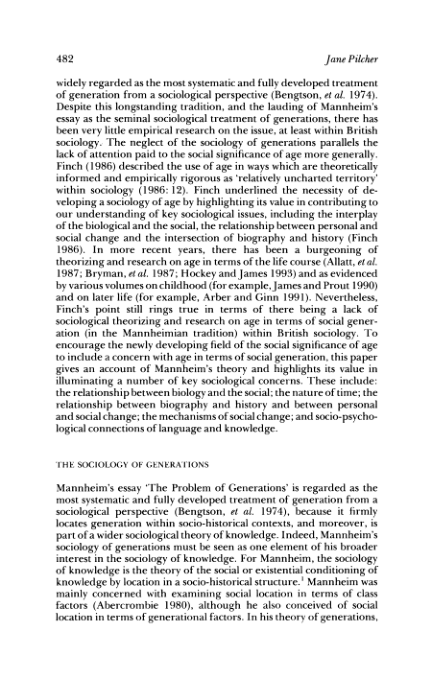 482 Jane Pilcher
widely regarded as the most systematic and fully developed treatment
of generation from a sociological perspective (Bengtson, et al. 1974).
Despite this longstanding tradition, and the lauding of Mannheim's
essay as the seminal sociological treatment of generations, there has
been very little empirical research on the issue, at least within British
sociology. The neglect of the sociology of generations parallels the
lack of attention paid to the social significance of age more generally.
Finch (1986) described the use of age in ways which are theoretically
informed and empirically rigorous as 'relatively uncharted territory'
within sociology (1986: 12). Finch underlined the necessity of de-
veloping a sociology of age by highlighting its value in contributing to
our understanding of key sociological issues, including the interplay
of the biological and the social, the relationship between personal and
social change and the intersection of biography and history (Finch
1986). In more recent years, there has been a burgeoning of
theorizing and research on age in terms of the life course (Allatt, et al.
1987; Bryman, et al. 1987; Hockey and James 1993) and as evidenced
by various volumes on childhood (for example, James and Prout 1990)
and on later life (for example, Arber and Ginn 1991). Nevertheless,
Finch's point still rings true in terms of there being a lack of
sociological theorizing and research on age in terms of social gener-
ation (in the Mannheimian tradition) within British sociology. To
encourage the newly developing field of the social significance of age
to include a concern with age in terms of social generation, this paper
gives an account of Mannheim's theory and highlights its value in
illuminating a number of key sociological concerns. These include:
the relationship between biology and the social; the nature of time; the
relationship between biography and history and between personal
and social change; the mechanisms of social change; and socio-psycho-
logical connections of language and knowledge.
THE SOCIOLOGY OF GENERATIONS
Mannheim's essay 'The Problem of Generations' is regarded as the
most systematic and fully developed treatment of generation from a
sociological perspective (Bengtson, et al. 1974), because it firmly
locates generation within socio-historical contexts, and moreover, is
part of a wider sociological theory of knowledge. Indeed, Mannheim's
sociology of generations must be seen as one element of his broader
interest in the sociology of knowledge. For Mannheim, the sociology
of knowledge is the theory of the social or existential conditioning of
knowledge by location in a socio-historical structure.¹ Mannheim was
mainly concerned with examining social location in terms of class
factors (Abercrombie 1980), although he also conceived of social
location in terms of generational factors. In his theory of generations,